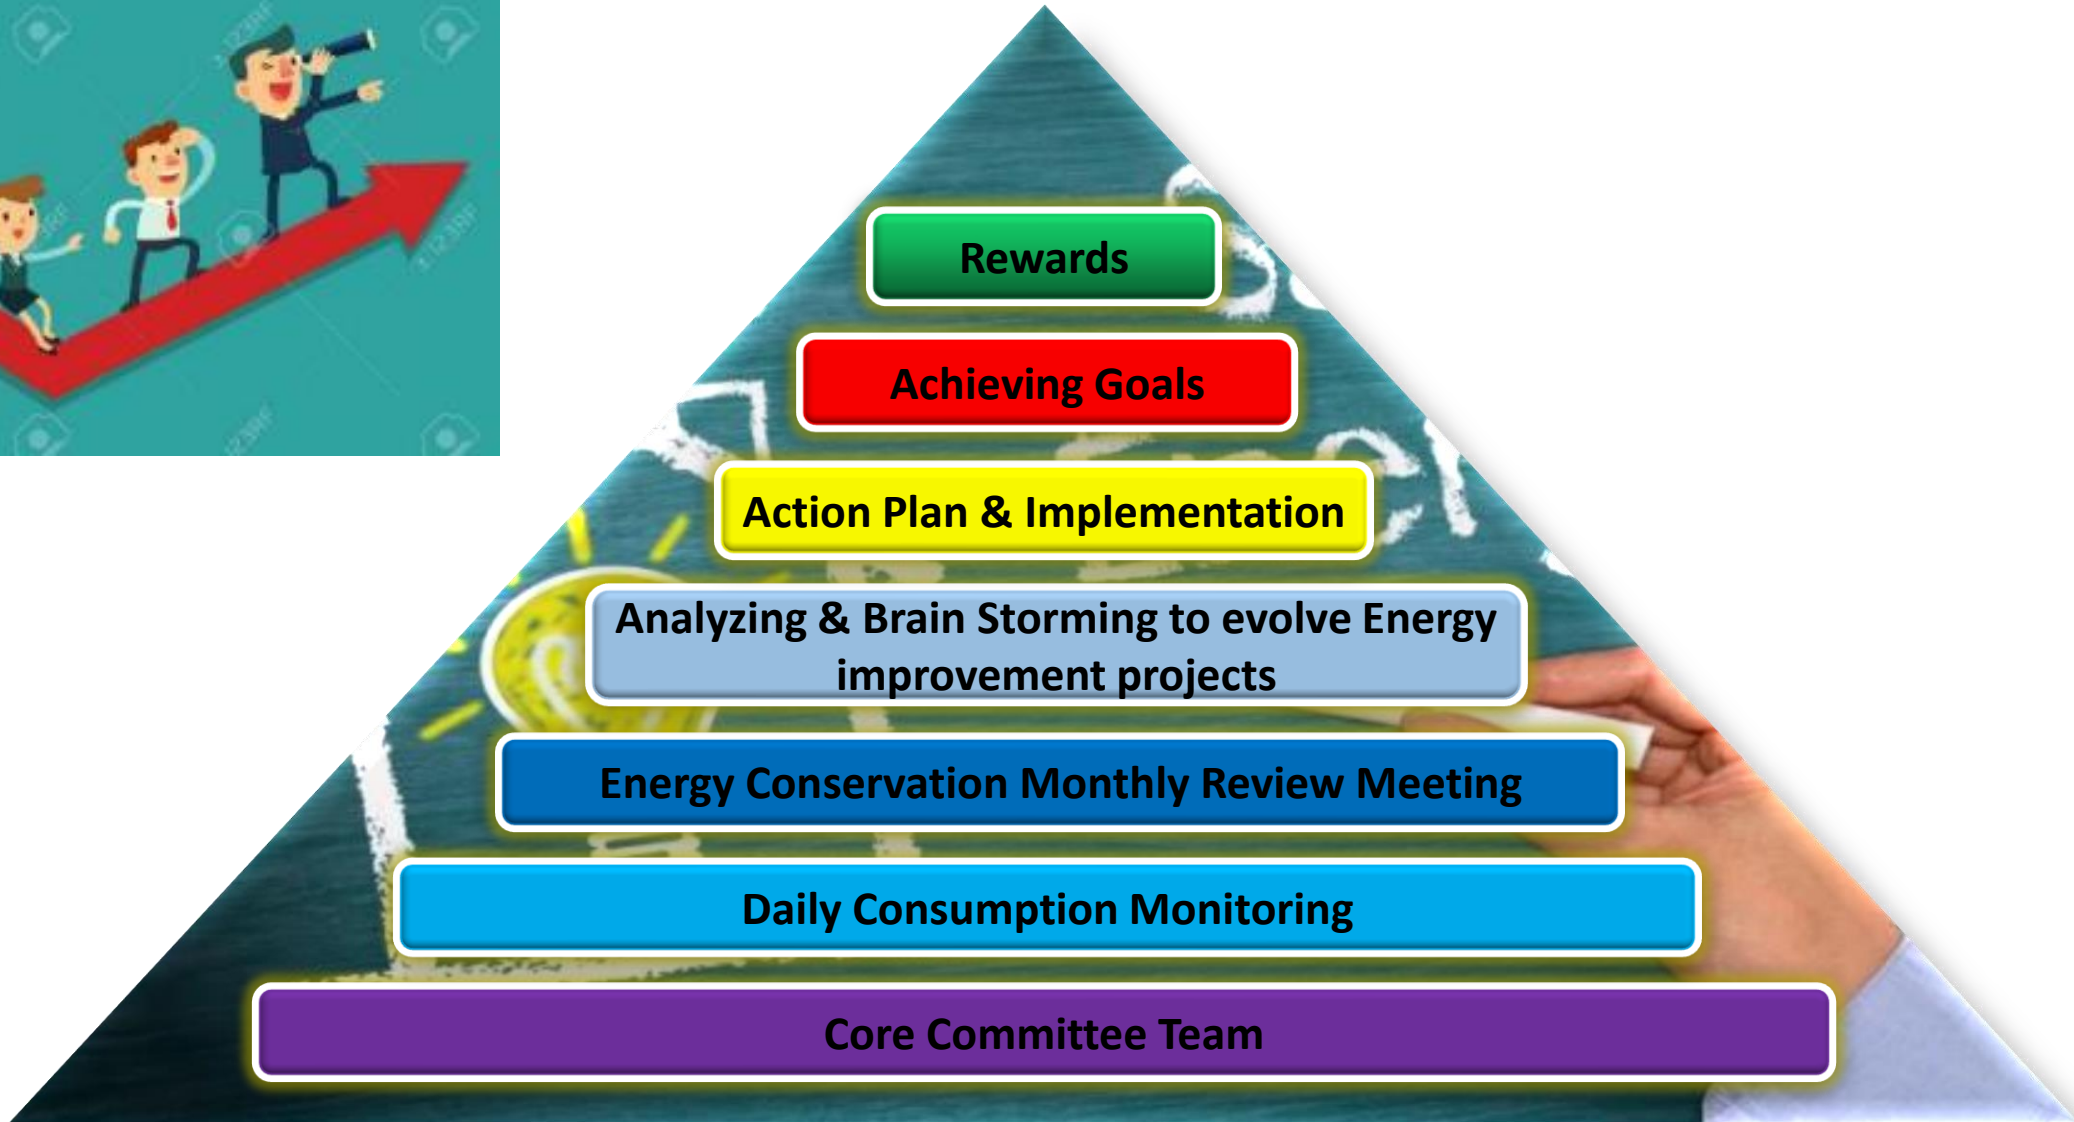 Rewards
Achieving Goals
Action Plan & Implementation
Analyzing & Brain Storming to evolve Energy
improvement projects
Energy Conservation Monthly Review Meeting
Daily Consumption Monitoring
Core Committee Team